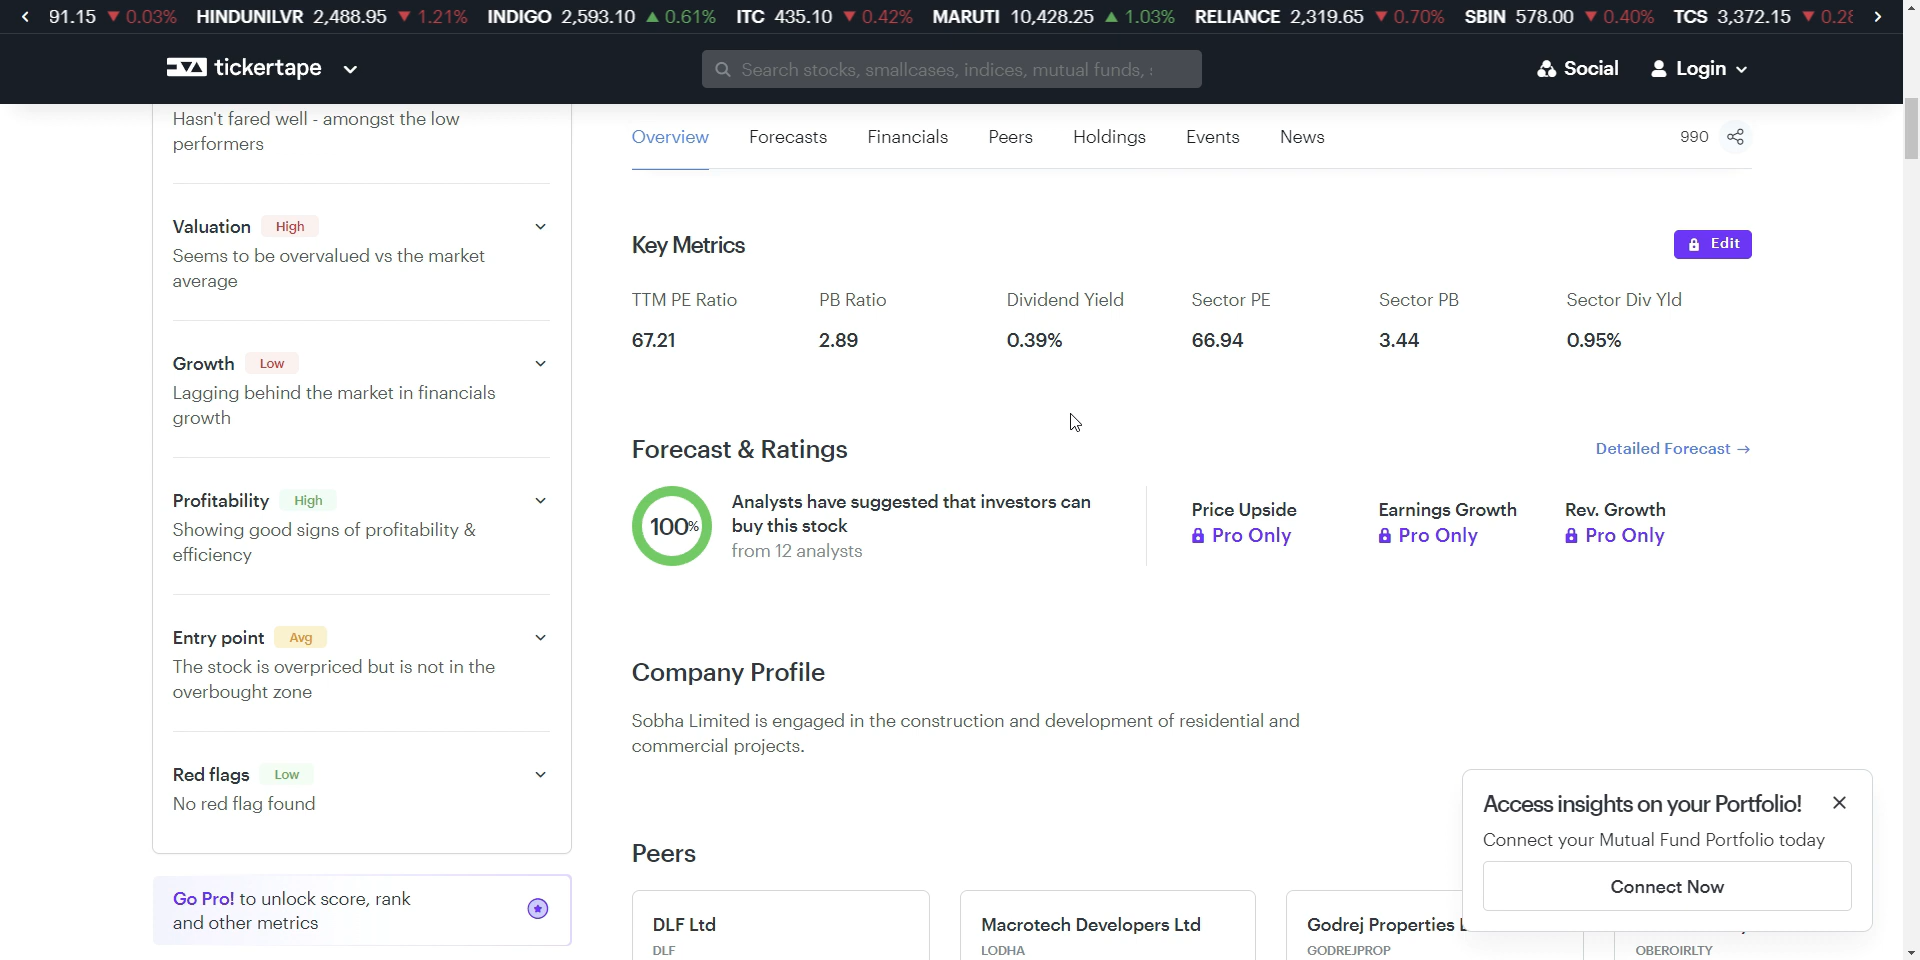 91.15 ▼ 0.03% HINDUNILVR 2,488.95 ▼ 1.21% INDIGO 2,593.10 ▲ 0.61% ITC 435.10 ▼ 0.42% MARUTI 10,428.25 ▲ 1.03% RELIANCE 2,319.65 ▼ 0.70% SBIN 578.00 ▼ 0.40% TCS 3,372.15 ▼ 0.28
tickertape
Search stocks, smallcases, indices, mutual funds,
Social
Login
Hasn't fared well - amongst the low
performers
Valuation High
Seems to be overvalued vs the market
average
Growth Low
Lagging behind the market in financials
growth
Profitability High
Showing good signs of profitability &
efficiency
Entry point Avg
The stock is overpriced but is not in the
overbought zone
Red flags Low
No red flag found
Go Pro! to unlock score, rank
and other metrics
Overview Forecasts Financials Peers Holdings Events News
990
Key Metrics
Edit
TTM PE Ratio PB Ratio Dividend Yield Sector PE Sector PB Sector Div Yld
67.21 2.89 0.39% 66.94 3.44 0.95%
Forecast & Ratings
Detailed Forecast →
100%
Analysts have suggested that investors can
buy this stock
from 12 analysts
Price Upside Earnings Growth Rev. Growth
Pro Only Pro Only Pro Only
Company Profile
Sobha Limited is engaged in the construction and development of residential and
commercial projects.
Peers
DLF Ltd
DLF
Macrotech Developers Ltd
LODHA
Godrej Properties
GODREJPROP
OBEROIRLTY
Access insights on your Portfolio!
Connect your Mutual Fund Portfolio today
Connect Now